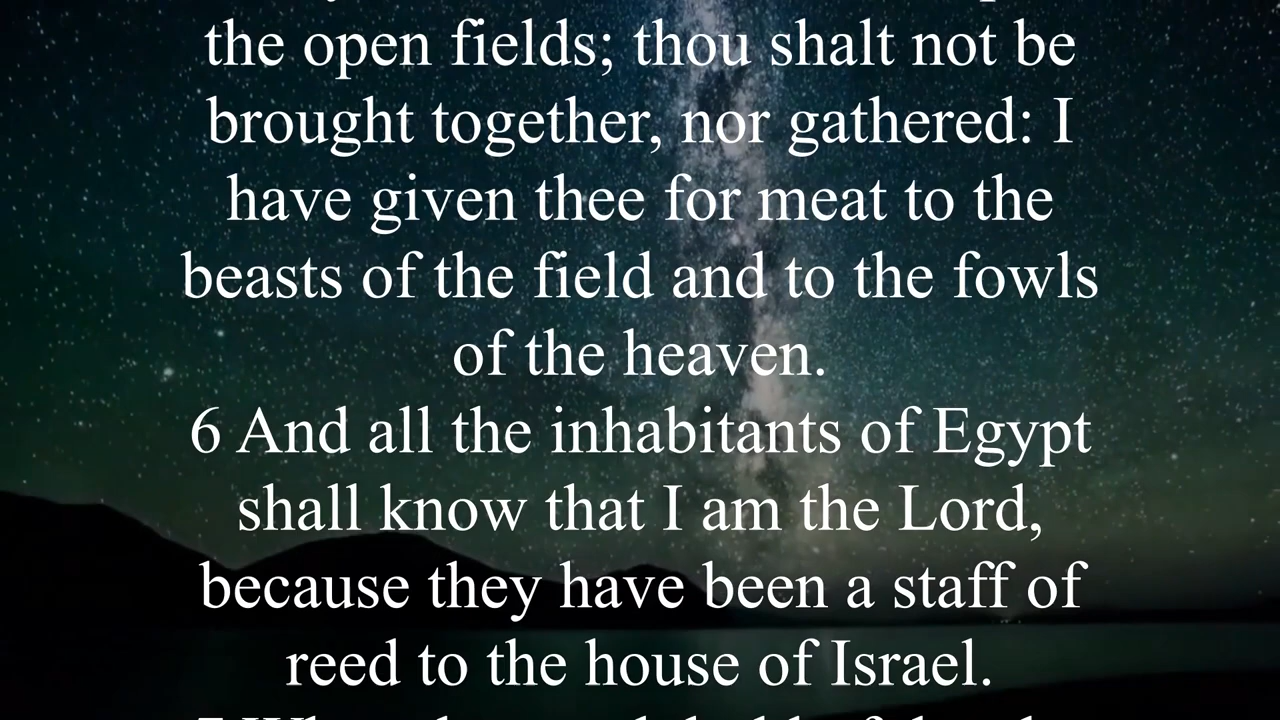 the open fields; thou shalt not be
brought together, nor gathered: I
have given thee for meat to the
beasts of the field and to the fowls
of the heaven.
6 And all the inhabitants of Egypt
shall know that I am the Lord,
because they have been a staff of
reed to the house of Israel.